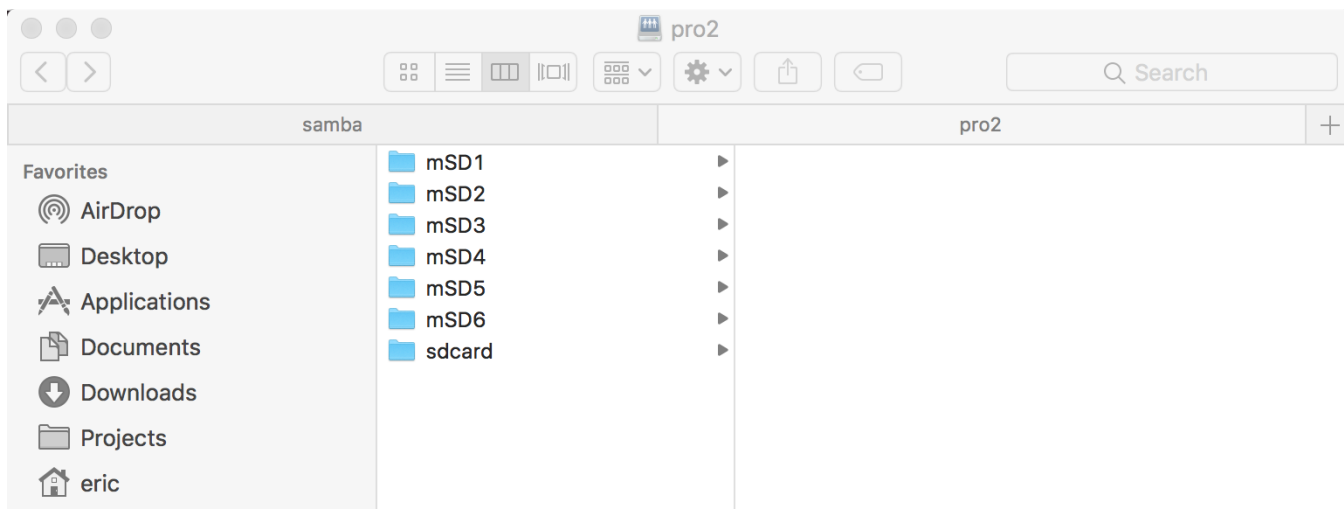 pro2
Search
samba
pro2
Favorites
AirDrop
Desktop
Applications
Documents
Downloads
Projects
eric
mSD1
mSD2
mSD3
mSD4
mSD5
mSD6
sdcard